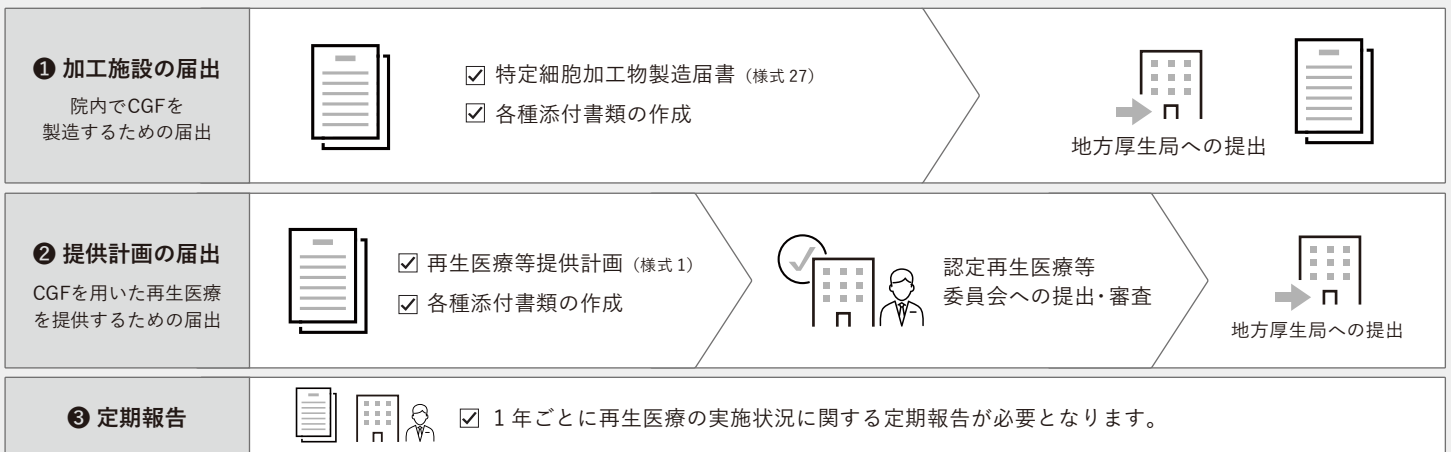 ❶ 加工施設の届出
院内でCGFを
製造するための届出
☑ 特定細胞加工物製造届書（様式27）
☑ 各種添付書類の作成
地方厚生局への提出
❷ 提供計画の届出
CGFを用いた再生医療
を提供するための届出
☑ 再生医療等提供計画（様式1）
☑ 各種添付書類の作成
認定再生医療等
委員会への提出・審査
地方厚生局への提出
❸ 定期報告
☑ 1年ごとに再生医療の実施状況に関する定期報告が必要となります。